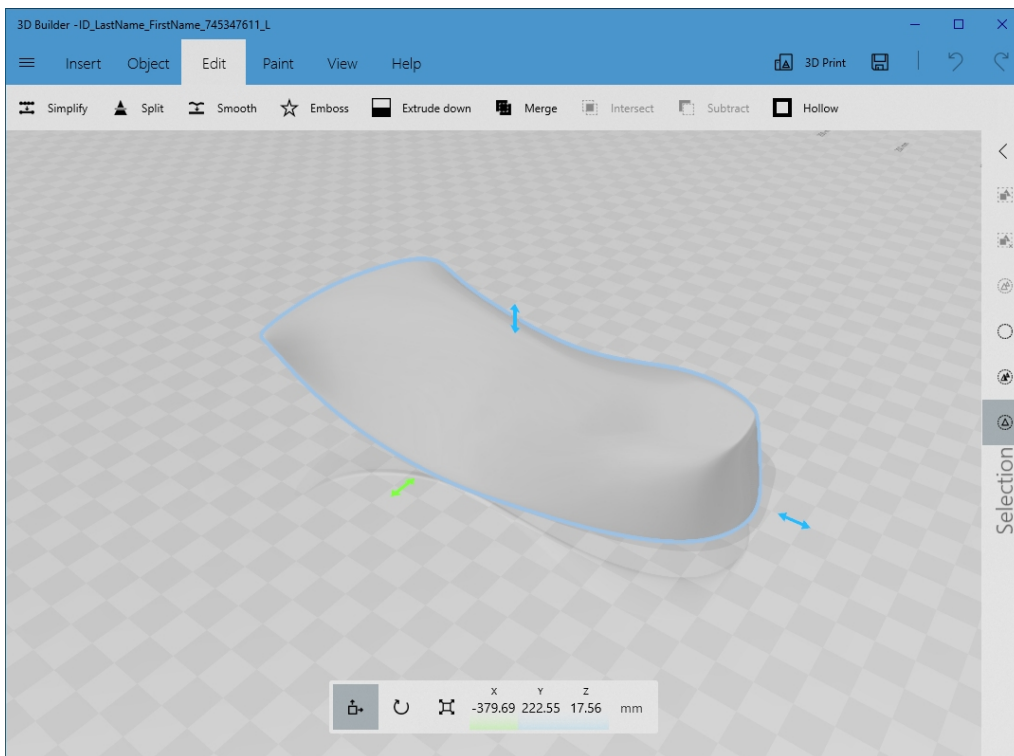 3D Builder - ID_LastName_FirstName_745347611_L
Insert Object Edit Paint View Help 3D Print
Simplify Split Smooth Emboss Extrude down Merge Intersect Subtract Hollow
Selection
X Y Z
-379.69 222.55 17.56 mm